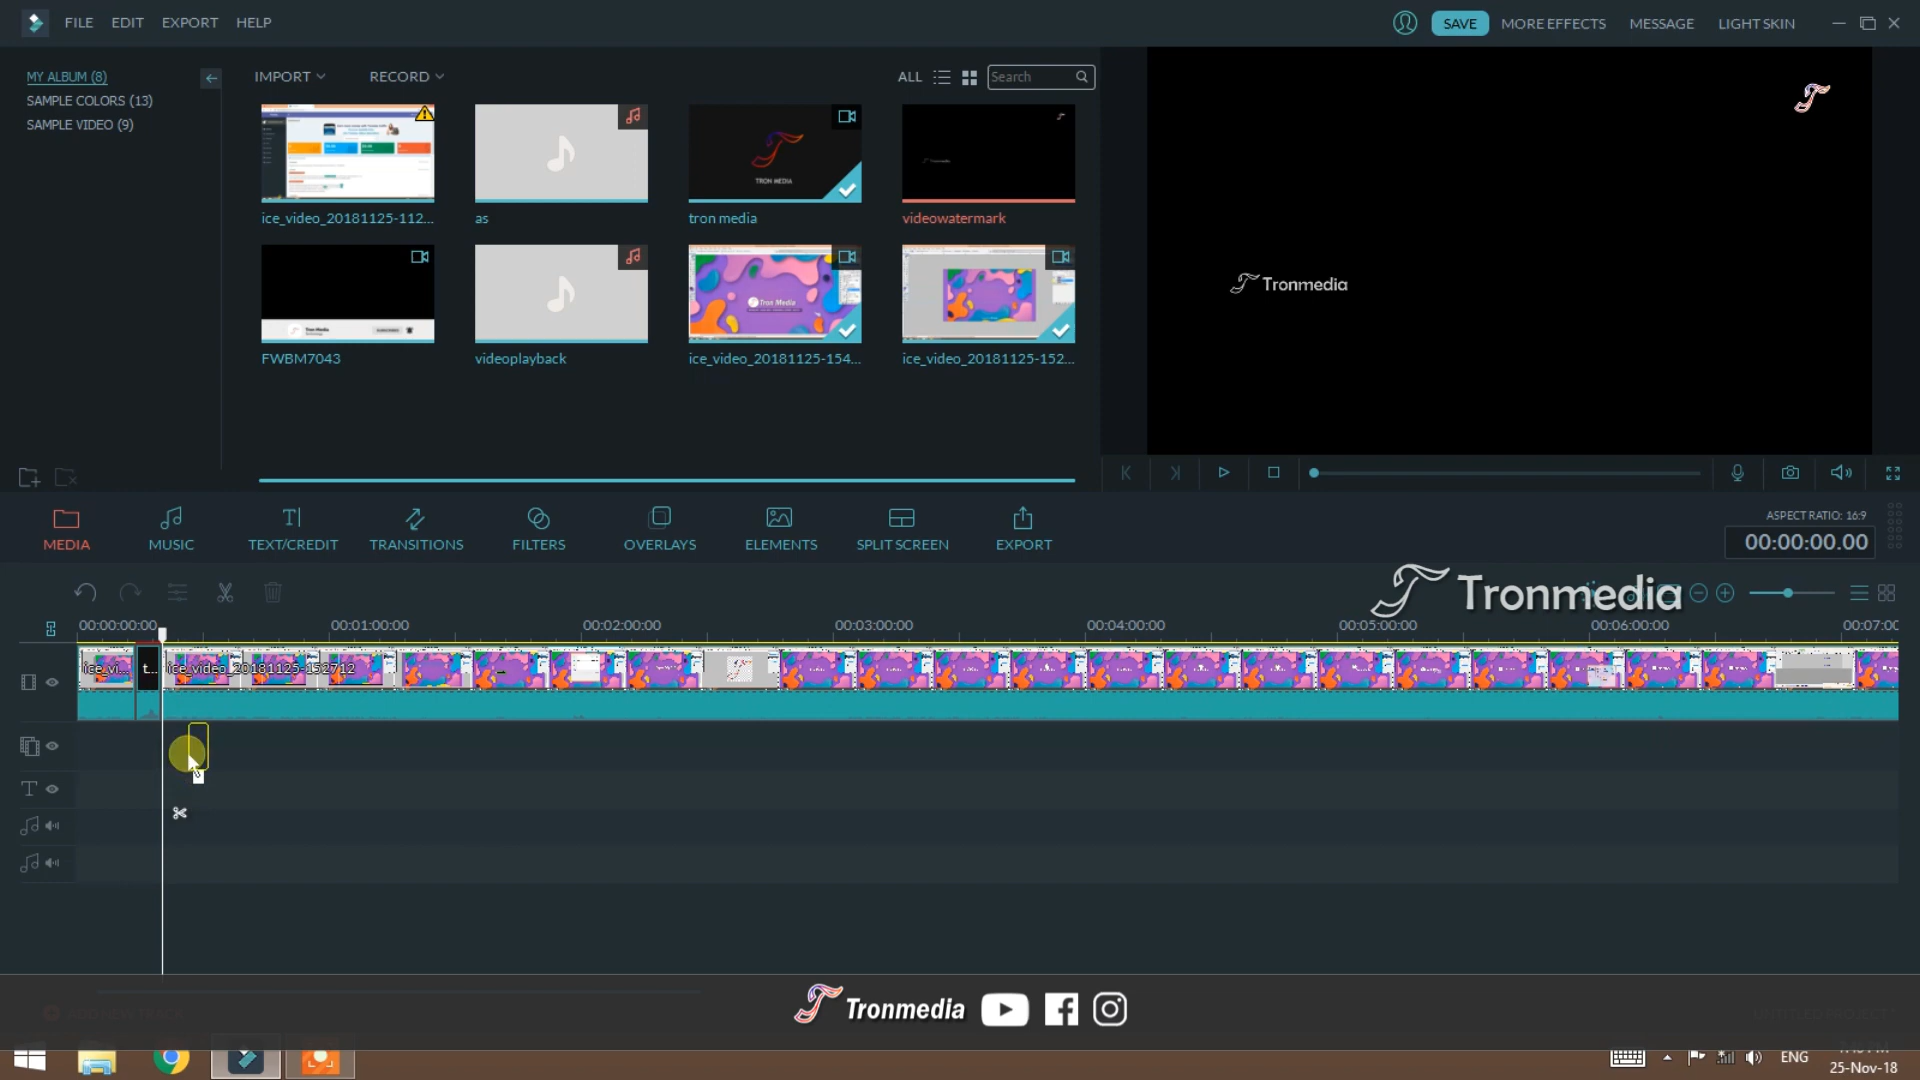 FILE EDIT EXPORT HELP
SAVE MORE EFFECTS MESSAGE LIGHT SKIN
MY ALBUM (8)
SAMPLE COLORS (13)
SAMPLE VIDEO (9)
IMPORT RECORD
ALL Search
TRON MEDIA
ice_video_20181125-112... as tron media videowatermark
Tron Media
Tron Media
FWBM7043 videoplayback ice_video_20181125-154... ice_video_20181125-152...
Tronmedia
MEDIA MUSIC TEXT/CREDIT TRANSITIONS FILTERS OVERLAYS ELEMENTS SPLIT SCREEN EXPORT
ASPECT RATIO: 16:9
00:00:00.00
Tronmedia
00:00:00:00 00:01:00:00 00:02:00:00 00:03:00:00 00:04:00:00 00:05:00:00 00:06:00:00 00:07:00
ice_vi... t... ice_video_20181125-152712
Tronmedia
ADD NEW TRACK
ENG
25-Nov-18